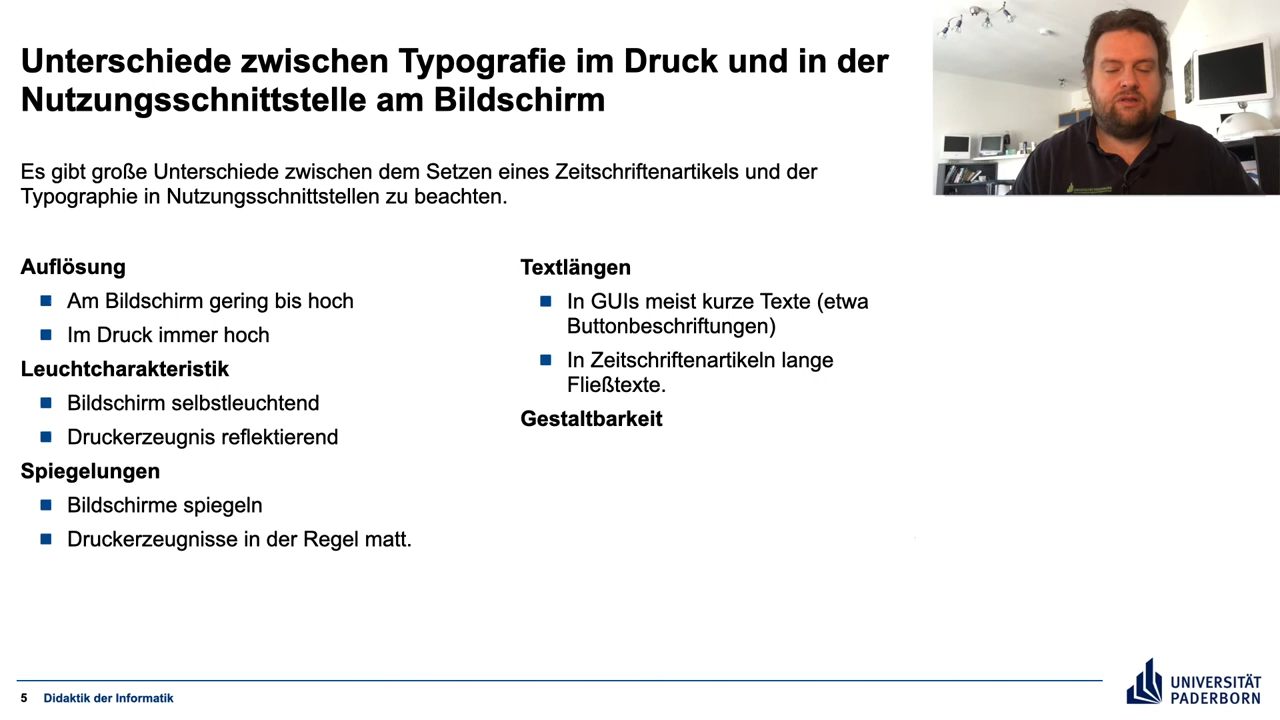 Unterschiede zwischen Typografie im Druck und in der
Nutzungsschnittstelle am Bildschirm
Es gibt große Unterschiede zwischen dem Setzen eines Zeitschriftenartikels und der
Typographie in Nutzungsschnittstellen zu beachten.
Auflösung
Am Bildschirm gering bis hoch
Im Druck immer hoch
Leuchtcharakteristik
Bildschirm selbstleuchtend
Druckerzeugnis reflektierend
Spiegelungen
Bildschirme spiegeln
Druckerzeugnisse in der Regel matt.
Textlängen
In GUIs meist kurze Texte (etwa
Buttonbeschriftungen)
In Zeitschriftenartikeln lange
Fließtexte.
Gestaltbarkeit
5 Didaktik der Informatik
UNIVERSITÄT
PADERBORN